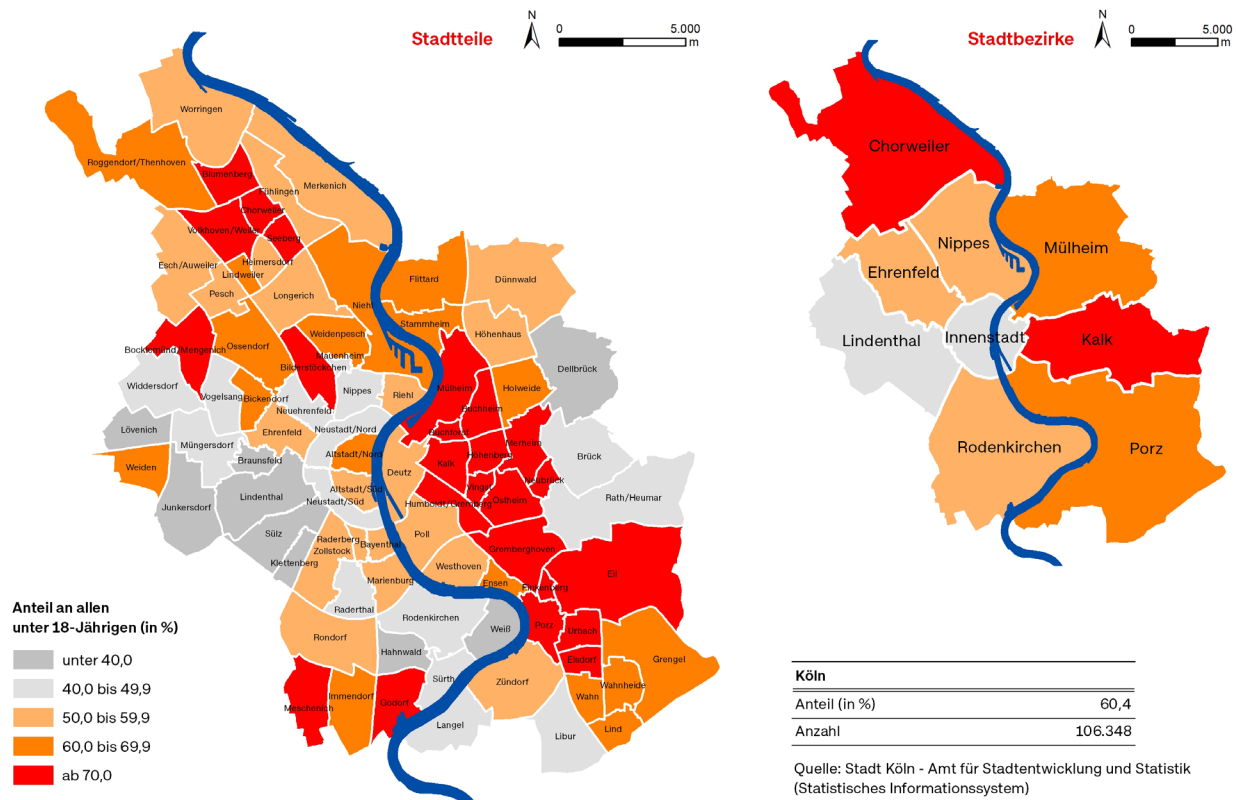 Stadtteile
N
0
5.000
m
Worringen
Roggendorf/Thenhoven
Blumenberg
Fühlingen
Merkenich
Chorweiler
Volkhoven/Weiler
Seeberg
Esch/Auweiler
Heimersdorf
Lindweiler
Pesch
Longerich
Niehl
Flittard
Dünnwald
Stammheim
Höhenhaus
Weidenpesch
Mauenheim
Ossendorf
Bocklemünd/Mengenich
Bilderstöckchen
Dellbrück
Widdersdorf
Vogelsang
Bickendorf
Neuehrenfeld
Nippes
Riehl
Mülheim
Holweide
Buchheim
Lövenich
Müngersdorf
Ehrenfeld
Neustadt/Nord
Buchforst
Merheim
Weiden
Braunsfeld
Altstadt/Nord
Kalk
Höhenberg
Brück
Deutz
Neubrück
Junkersdorf
Lindenthal
Altstadt/Süd
Neustadt/Süd
Vingst
Ostheim
Rath/Heumar
Humboldt/Gremberg
Sülz
Raderberg
Zollstock
Bayenthal
Poll
Gremberghoven
Klettenberg
Marienburg
Westhoven
Ensen
Finkenberg
Eil
Raderthal
Rodenkirchen
Weiß
Porz
Urbach
Rondorf
Hahnwald
Elsdorf
Grengel
Sürth
Zündorf
Wahn
Wahnheide
Meschenich
Immendorf
Godorf
Langel
Libur
Lind
Anteil an allen
unter 18-Jährigen (in %)
unter 40,0
40,0 bis 49,9
50,0 bis 59,9
60,0 bis 69,9
ab 70,0
Stadtbezirke
N
0
5.000
m
Chorweiler
Nippes
Mülheim
Ehrenfeld
Lindenthal
Innenstadt
Kalk
Rodenkirchen
Porz
Köln
Anteil (in %) 60,4
Anzahl 106.348
Quelle: Stadt Köln - Amt für Stadtentwicklung und Statistik
(Statistisches Informationssystem)